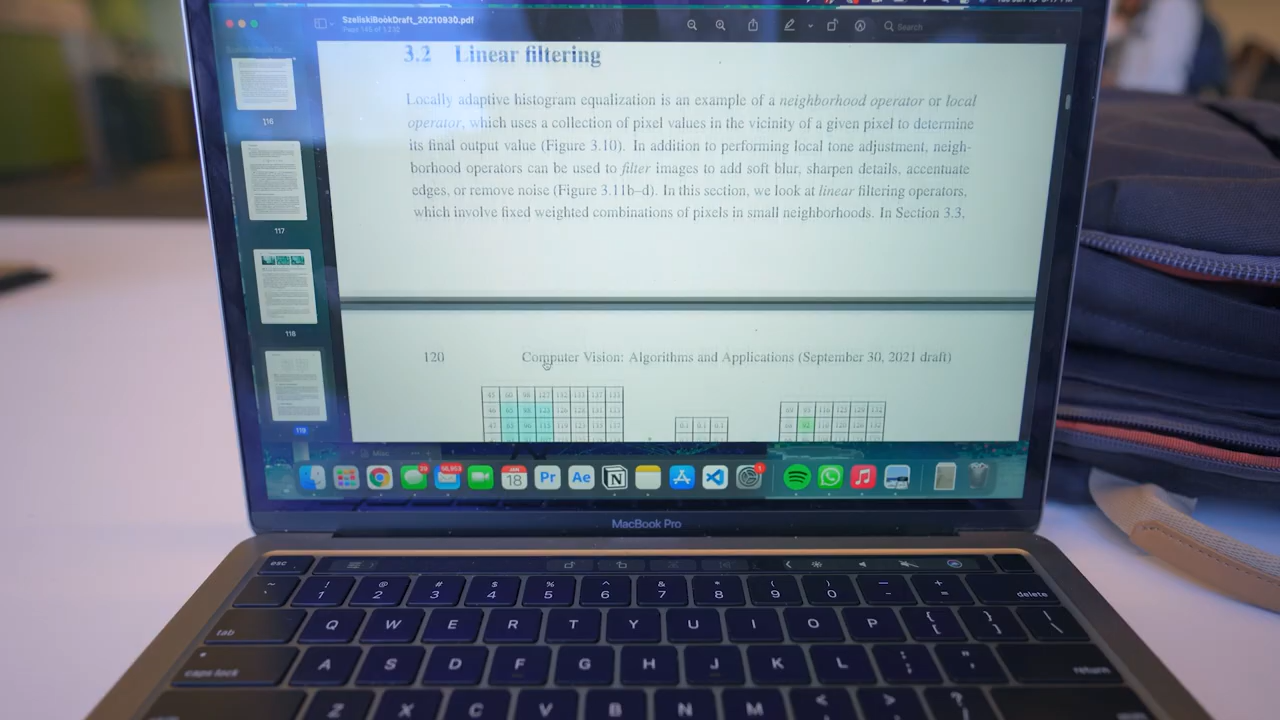 SzeliskiBookDraft_20210930.pdf
Search
3.2 Linear filtering
Locally adaptive histogram equalization is an example of a neighborhood operator or local
operator, which uses a collection of pixel values in the vicinity of a given pixel to determine
its final output value (Figure 3.10). In addition to performing local tone adjustment, neigh-
borhood operators can be used to filter images to add soft blur, sharpen details, accentuate
edges, or remove noise (Figure 3.11b–d). In this section, we look at linear filtering operators,
which involve fixed weighted combinations of pixels in small neighborhoods. In Section 3.3,
116
117
118
119
120 Computer Vision: Algorithms and Applications (September 30, 2021 draft)
Misc
JAN
18
Pr
Ae
MacBook Pro
esc
~ ! @ # $ % ^ & * ( ) _ +
` 1 2 3 4 5 6 7 8 9 0 - = delete
tab Q W E R T Y U I O P { [ } ] | \
caps lock A S D F G H J K L : ; " ' return
Z X C V B N M < > ?